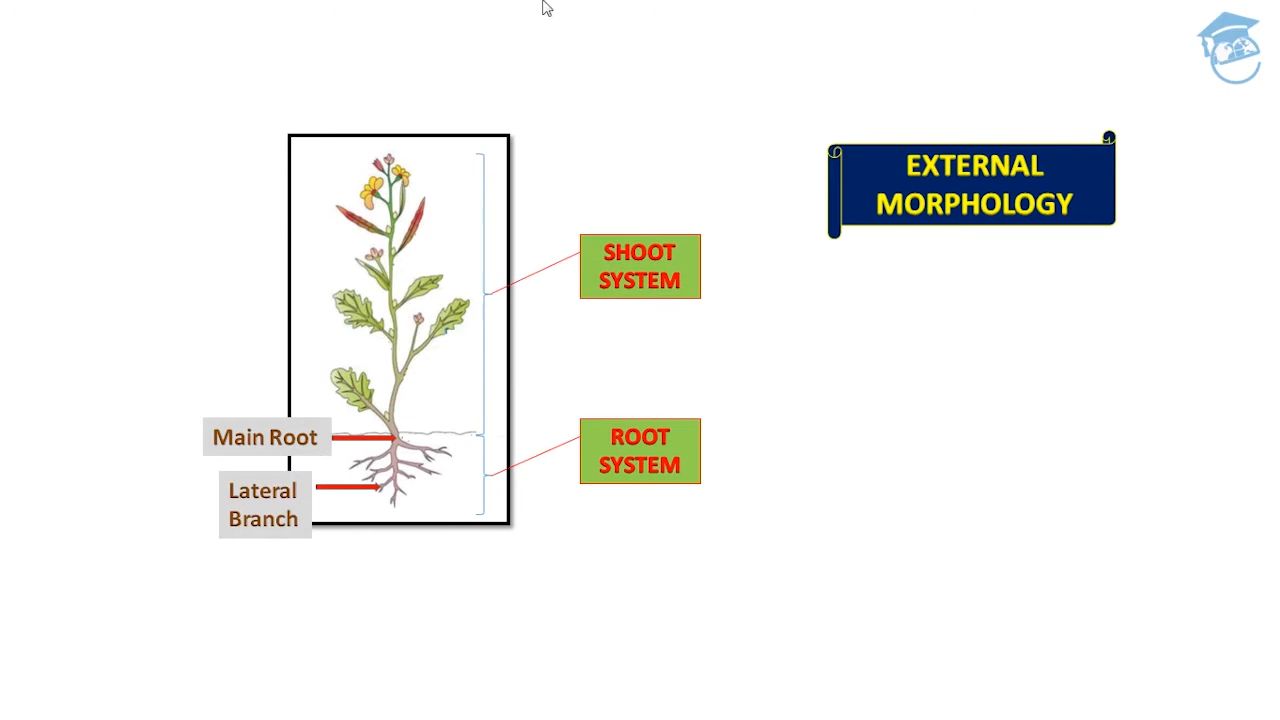 EXTERNAL
MORPHOLOGY
SHOOT
SYSTEM
Main Root
ROOT
SYSTEM
Lateral
Branch